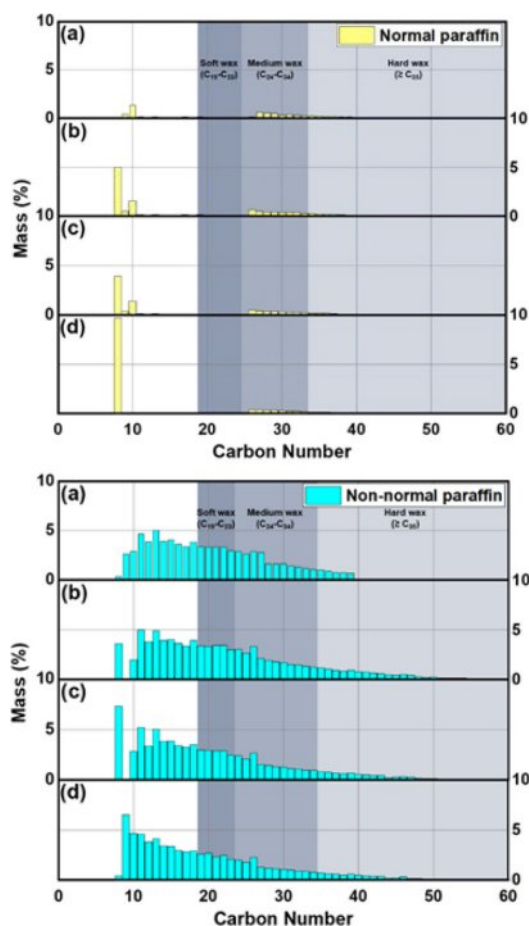 (a)
Normal paraffin
Soft wax
(C₁₉-C₂₃)
Medium wax
(C₂₄-C₃₄)
Hard wax
(≥ C₃₅)
10
5
0
10
(b)
5
5
10
0
(c)
5
5
0
10
(d)
5
0
0
10
20
30
40
50
60
Mass (%)
Carbon Number
(a)
Non-normal paraffin
Soft wax
(C₁₉-C₂₃)
Medium wax
(C₂₄-C₃₄)
Hard wax
(≥ C₃₅)
10
5
0
10
(b)
5
10
0
(c)
5
0
10
(d)
5
0
0
10
20
30
40
50
60
Mass (%)
Carbon Number